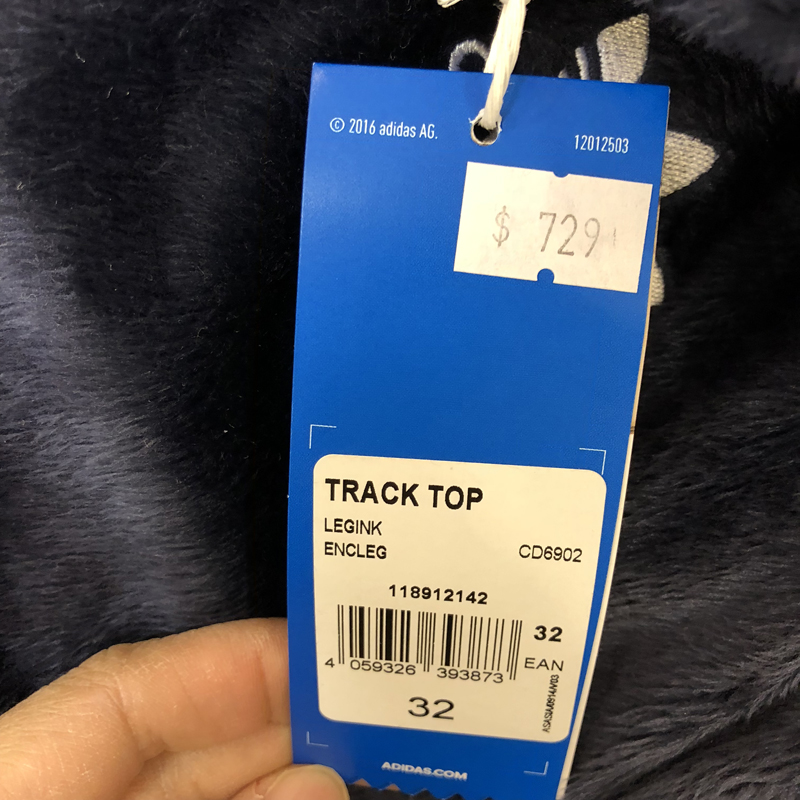 © 2016 adidas AG.
12012503
$ 729
TRACK TOP
LEGINK
ENCLEG CD6902
118912142
32
4 059326 393873 EAN
32
ADIDAS.COM